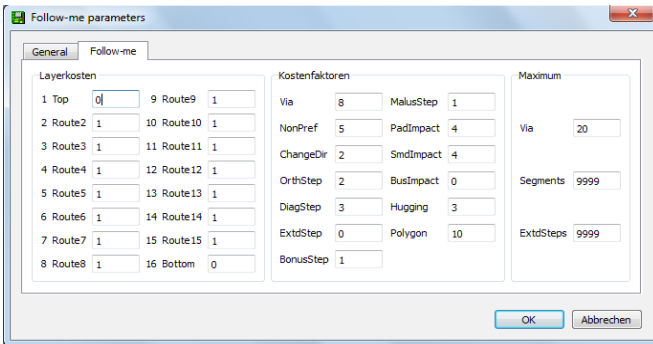 Follow-me parameters
General Follow-me
Layerkosten Kostenfaktoren Maximum
1 Top 0 9 Route9 1 Via 8 MalusStep 1
2 Route2 1 10 Route10 1 NonPref 5 PadImpact 4 Via 20
3 Route3 1 11 Route11 1 ChangeDir 2 SmdImpact 4
4 Route4 1 12 Route12 1 OrthStep 2 BusImpact 0 Segments 9999
5 Route5 1 13 Route13 1
6 Route6 1 14 Route14 1 DiagStep 3 Hugging 3
7 Route7 1 15 Route15 1 ExtdStep 0 Polygon 10 ExtdSteps 9999
8 Route8 1 16 Bottom 0 BonusStep 1
OK Abbrechen